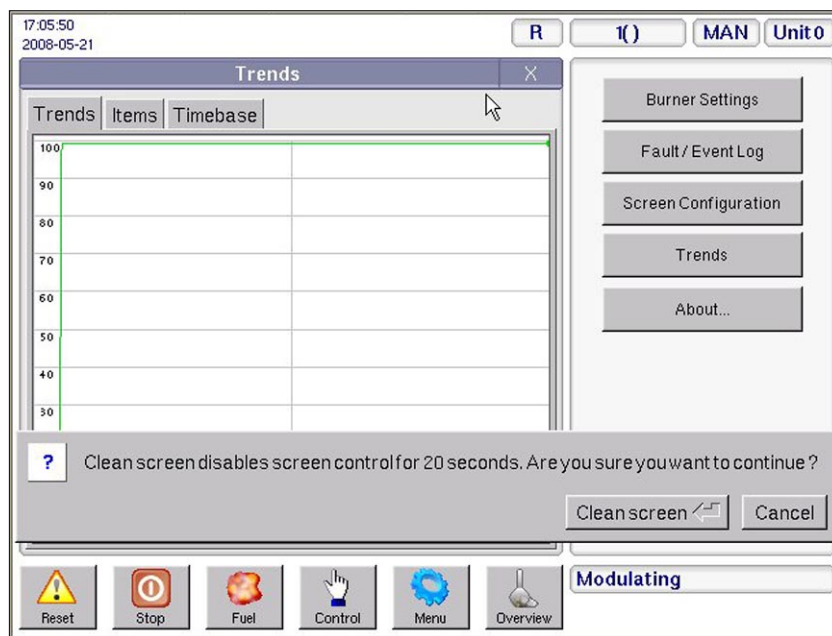 17:05:50
2008-05-21
R
1( )
MAN
Unit 0
Trends
X
Trends
Items
Timebase
100
90
80
70
60
50
40
30
Burner Settings
Fault / Event Log
Screen Configuration
Trends
About...
?
Clean screen disables screen control for 20 seconds. Are you sure you want to continue ?
Clean screen
Cancel
Reset
Stop
Fuel
Control
Menu
Overview
Modulating